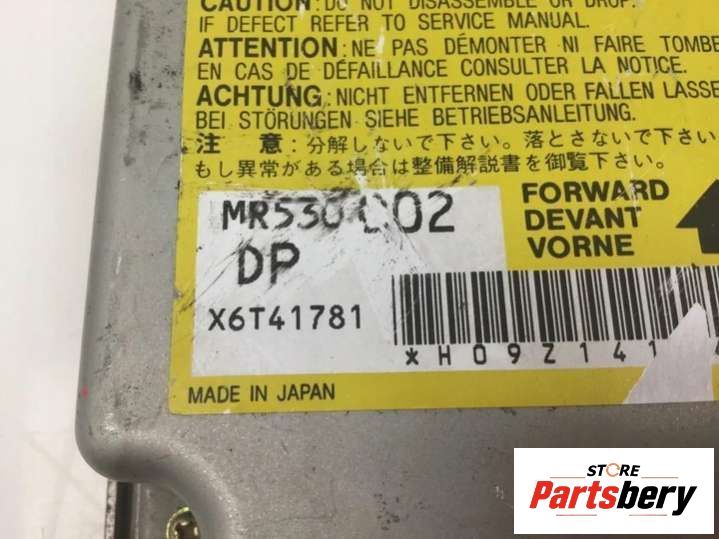 CAUTION: DO NOT DISASSEMBLE OR DROP.
IF DEFECT REFER TO SERVICE MANUAL.
ATTENTION: NE PAS DÉMONTER NI FAIRE TOMBE
EN CAS DE DÉFAILLANCE CONSULTER LA NOTICE.
ACHTUNG: NICHT ENTFERNEN ODER FALLEN LASSE
BEI STÖRUNGEN SIEHE BETRIEBSANLEITUNG.
注 意:分解しないで下さい。落とさないで下さい
もし異常がある場合は整備解説書を御覧下さい。
MR530 02
DP
X6T41781
FORWARD
DEVANT
VORNE
*H09Z141
MADE IN JAPAN
STORE
Partsbery